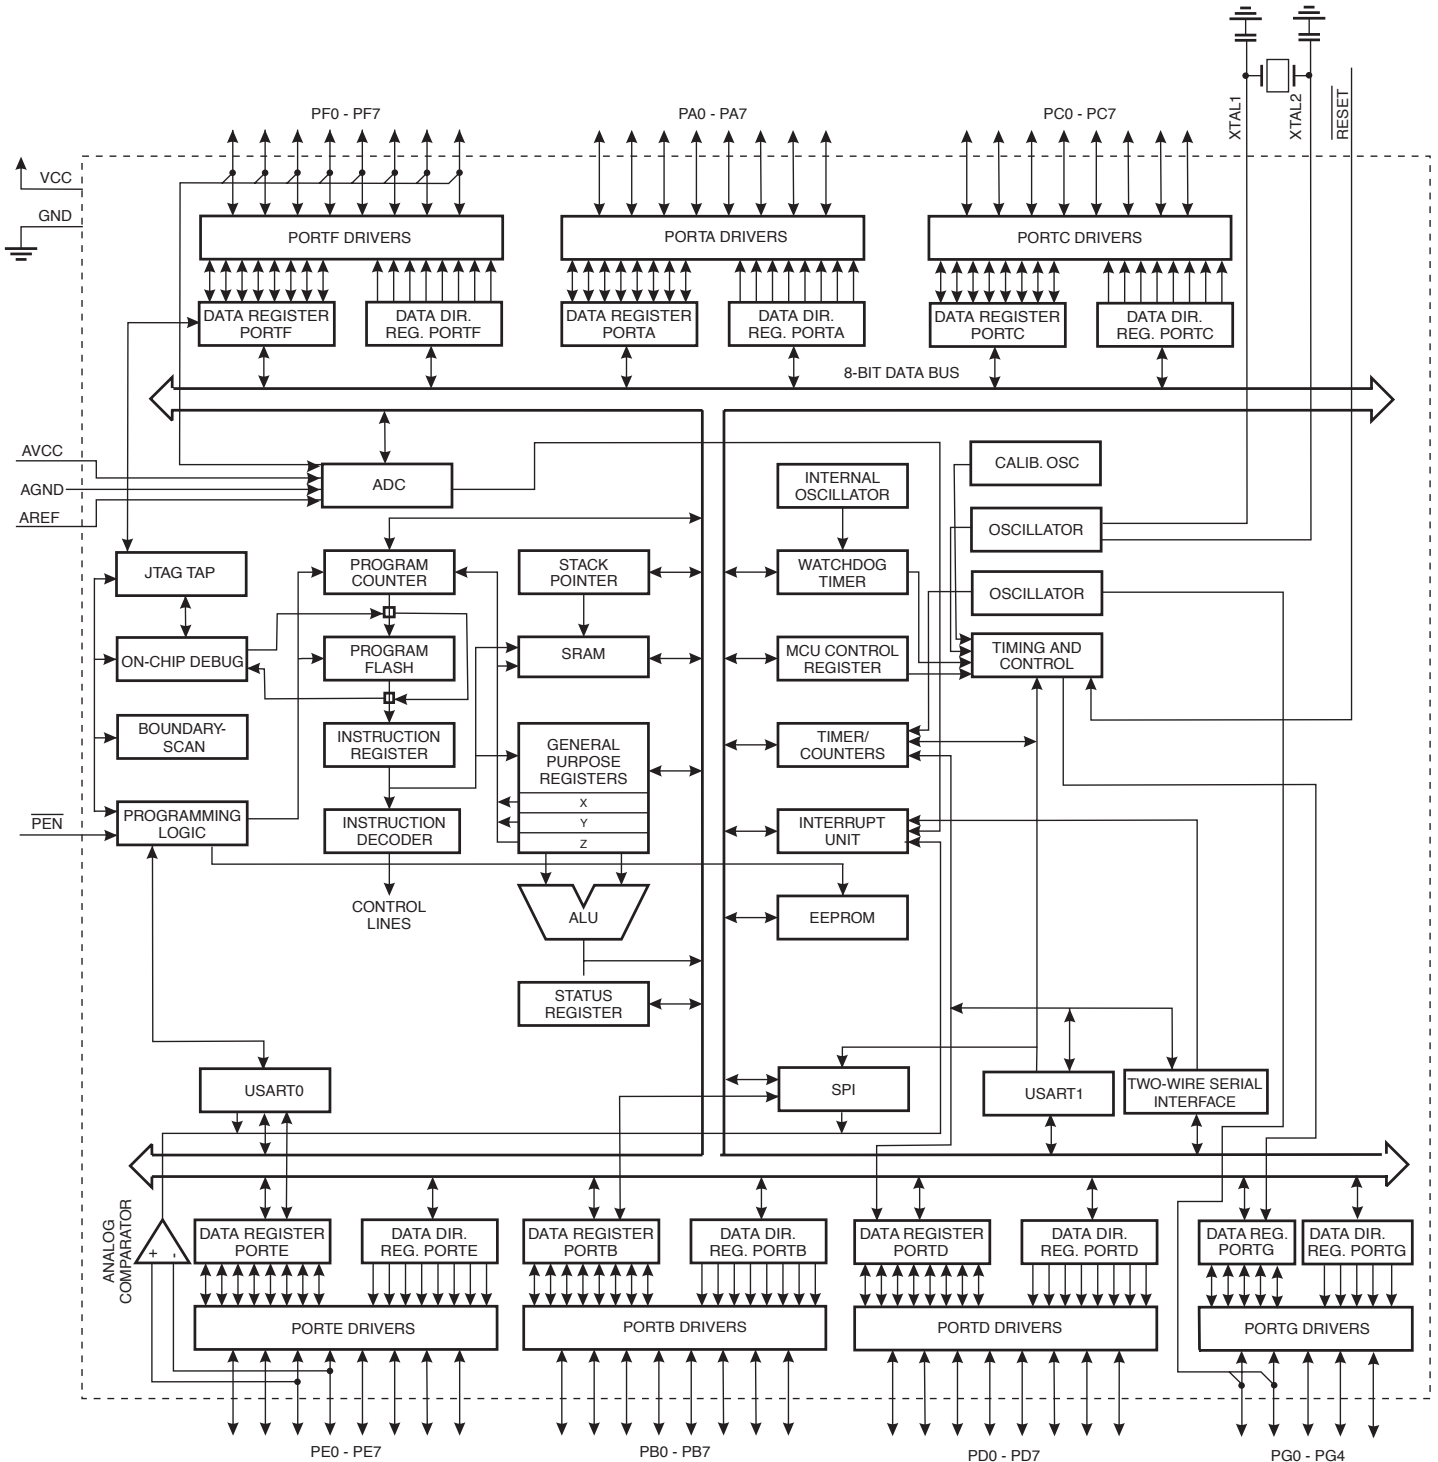 XTAL1
XTAL2
RESET
PF0 - PF7
PA0 - PA7
PC0 - PC7
VCC
GND
PORTF DRIVERS
PORTA DRIVERS
PORTC DRIVERS
DATA REGISTER
PORTF
DATA DIR.
REG. PORTF
DATA REGISTER
PORTA
DATA DIR.
REG. PORTA
DATA REGISTER
PORTC
DATA DIR.
REG. PORTC
8-BIT DATA BUS
AVCC
AGND
AREF
ADC
INTERNAL
OSCILLATOR
CALIB. OSC
OSCILLATOR
JTAG TAP
PROGRAM
COUNTER
STACK
POINTER
WATCHDOG
TIMER
OSCILLATOR
ON-CHIP DEBUG
PROGRAM
FLASH
SRAM
MCU CONTROL
REGISTER
TIMING AND
CONTROL
BOUNDARY-
SCAN
INSTRUCTION
REGISTER
GENERAL
PURPOSE
REGISTERS
X
Y
Z
TIMER/
COUNTERS
PEN
PROGRAMMING
LOGIC
INSTRUCTION
DECODER
INTERRUPT
UNIT
CONTROL
LINES
ALU
EEPROM
STATUS
REGISTER
USART0
SPI
USART1
TWO-WIRE SERIAL
INTERFACE
ANALOG
COMPARATOR
+
-
DATA REGISTER
PORTE
DATA DIR.
REG. PORTE
DATA REGISTER
PORTB
DATA DIR.
REG. PORTB
DATA REGISTER
PORTD
DATA DIR.
REG. PORTD
DATA REG.
PORTG
DATA DIR.
REG. PORTG
PORTE DRIVERS
PORTB DRIVERS
PORTD DRIVERS
PORTG DRIVERS
PE0 - PE7
PB0 - PB7
PD0 - PD7
PG0 - PG4